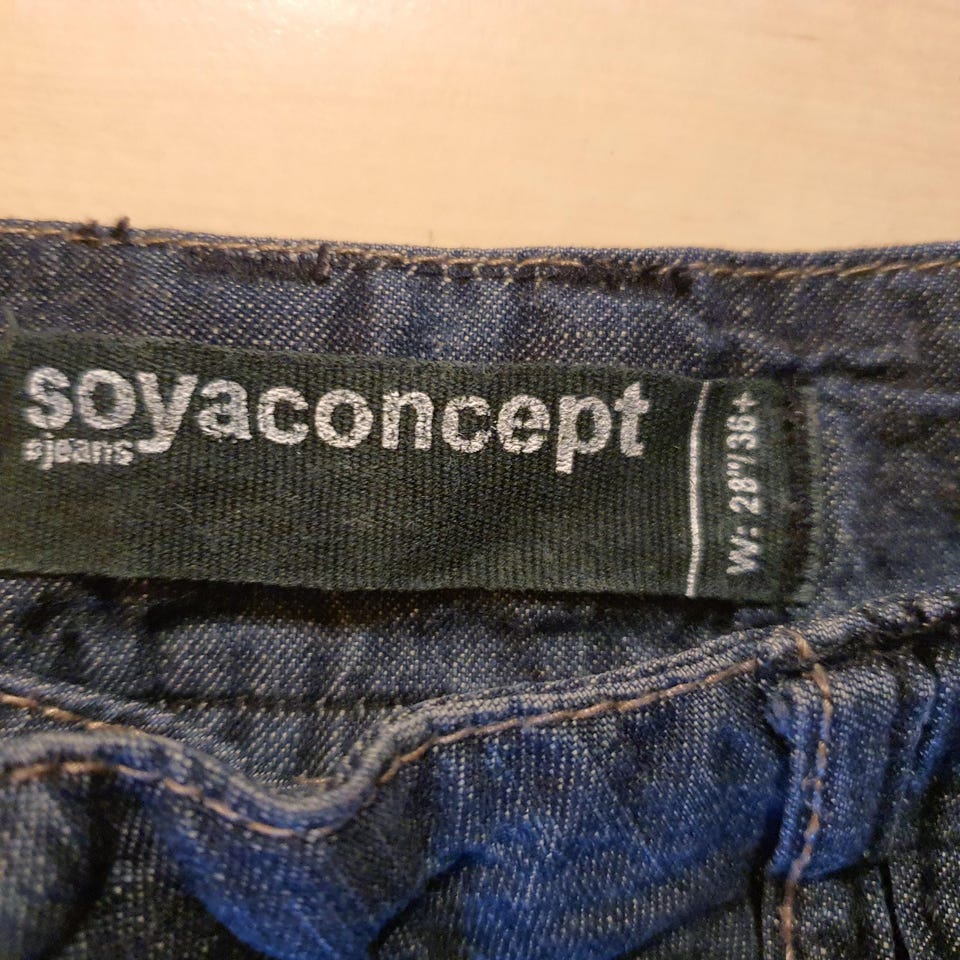 soyaconcept
#jeans
W: 28"/36+